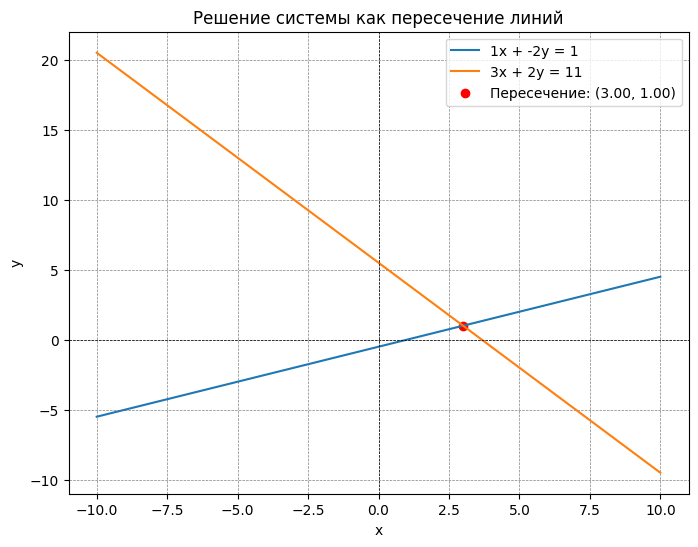 Решение системы как пересечение линий
1x + -2y = 1
3x + 2y = 11
Пересечение: (3.00, 1.00)
20
15
10
5
0
−5
−10
y
−10.0 −7.5 −5.0 −2.5 0.0 2.5 5.0 7.5 10.0
x